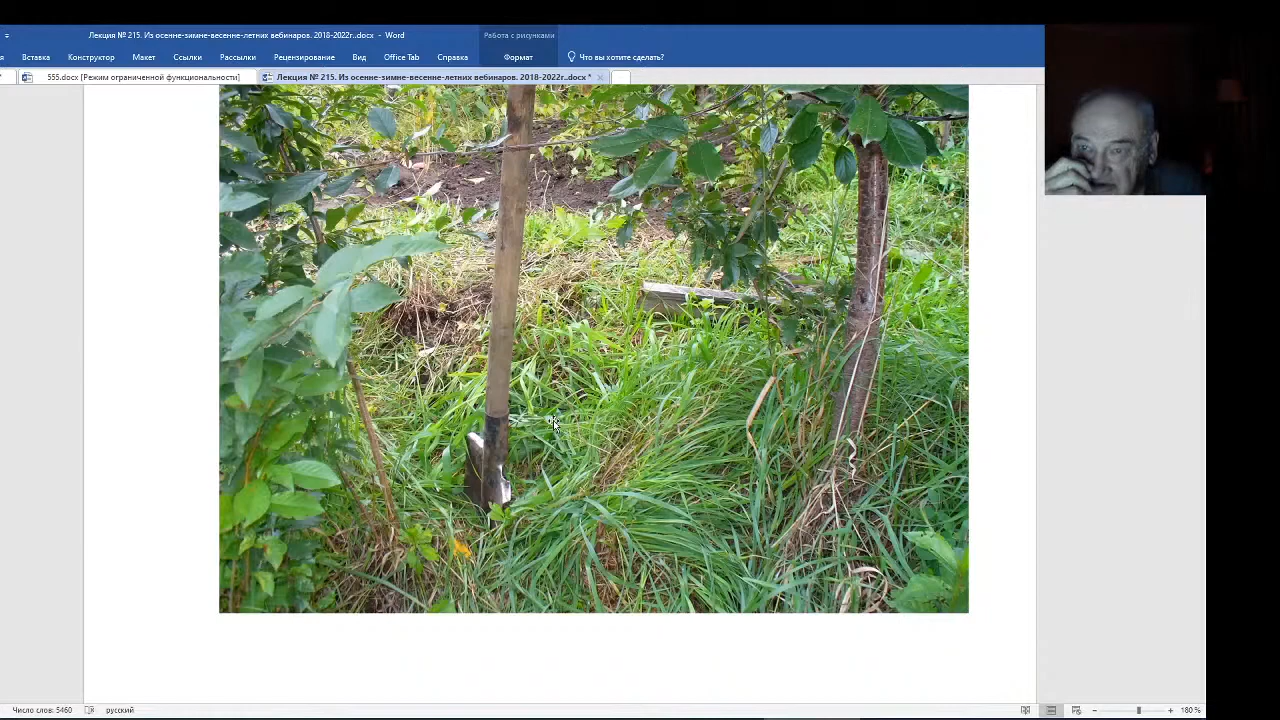 Лекция № 215. Из осенне-зимне-весенне-летних вебинаров. 2018-2022г..docx - Word
Работа с рисунками
я Вставка Конструктор Макет Ссылки Рассылки Рецензирование Вид Office Tab Справка Формат Что вы хотите сделать?
555.docx [Режим ограниченной функциональности]
Лекция № 215. Из осенне-зимне-весенне-летних вебинаров. 2018-2022г..docx *
Число слов: 5460 русский 180 %